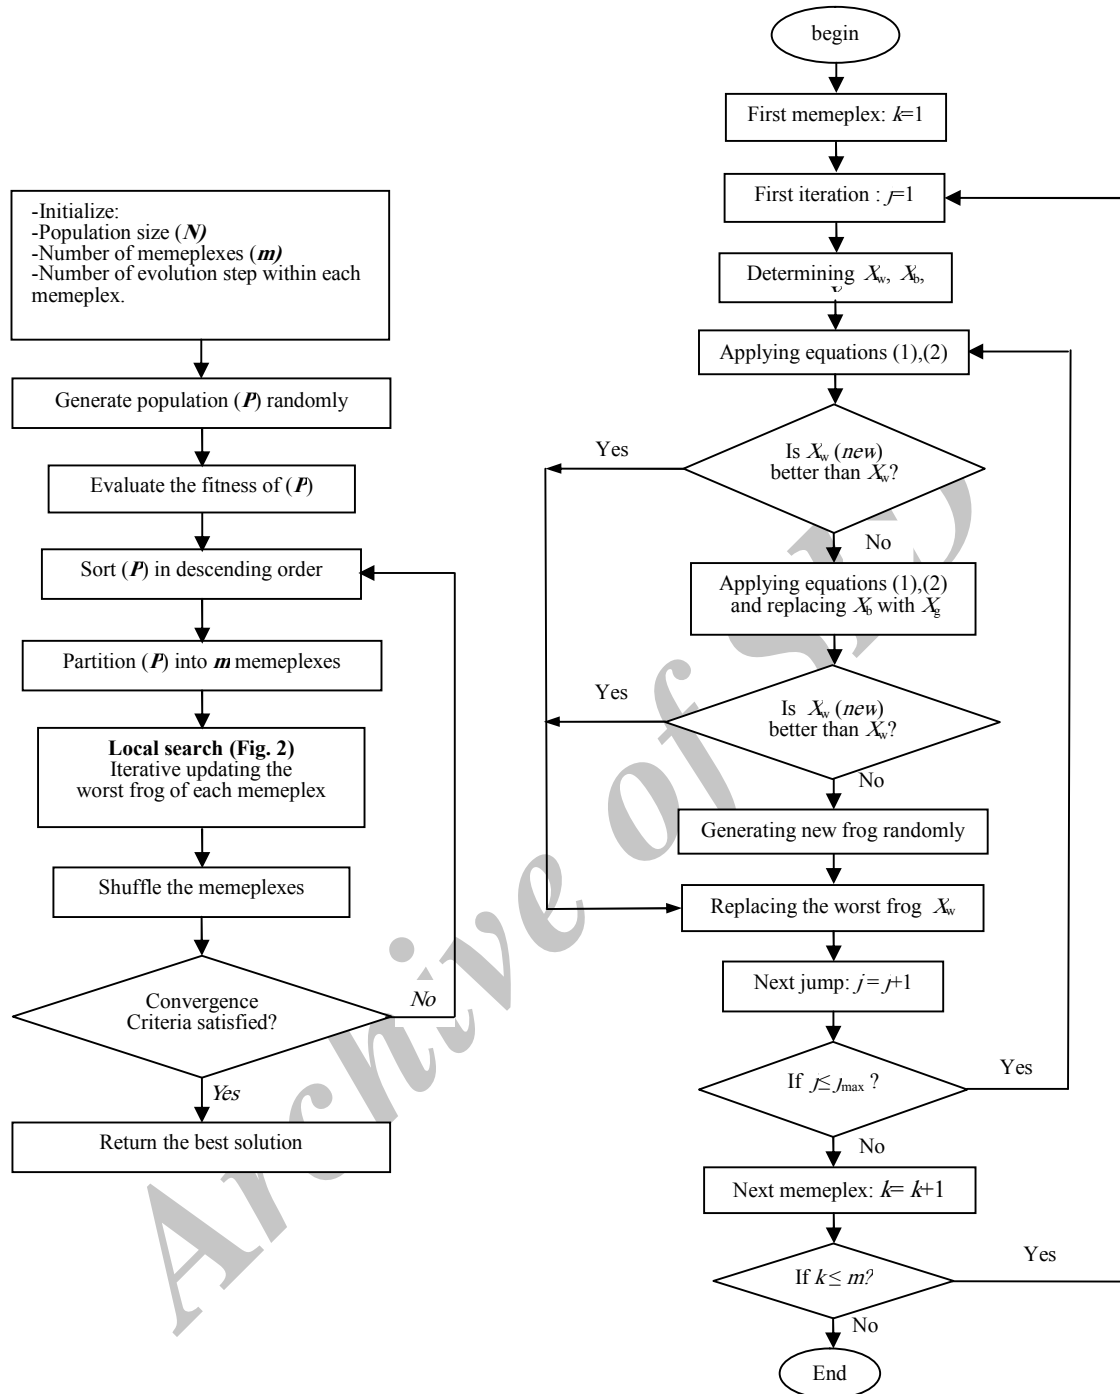 -Initialize:
-Population size (N)
-Number of memeplexes (m)
-Number of evolution step within each
memeplex.
Generate population (P) randomly
Evaluate the fitness of (P)
Sort (P) in descending order
Partition (P) into m memeplexes
Local search (Fig. 2)
Iterative updating the
worst frog of each memeplex
Shuffle the memeplexes
Convergence
Criteria satisfied?
No
Yes
Return the best solution
begin
First memeplex: k=1
First iteration : j=1
Determining Xw, Xb,
Applying equations (1),(2)
Is Xw (new)
better than Xw?
Yes
No
Applying equations (1),(2)
and replacing Xb with Xg
Is Xw (new)
better than Xw?
Yes
No
Generating new frog randomly
Replacing the worst frog Xw
Next jump: j = j+1
If j≤ jmax ?
Yes
No
Next memeplex: k= k+1
If k ≤ m?
Yes
No
End
Archive of SID